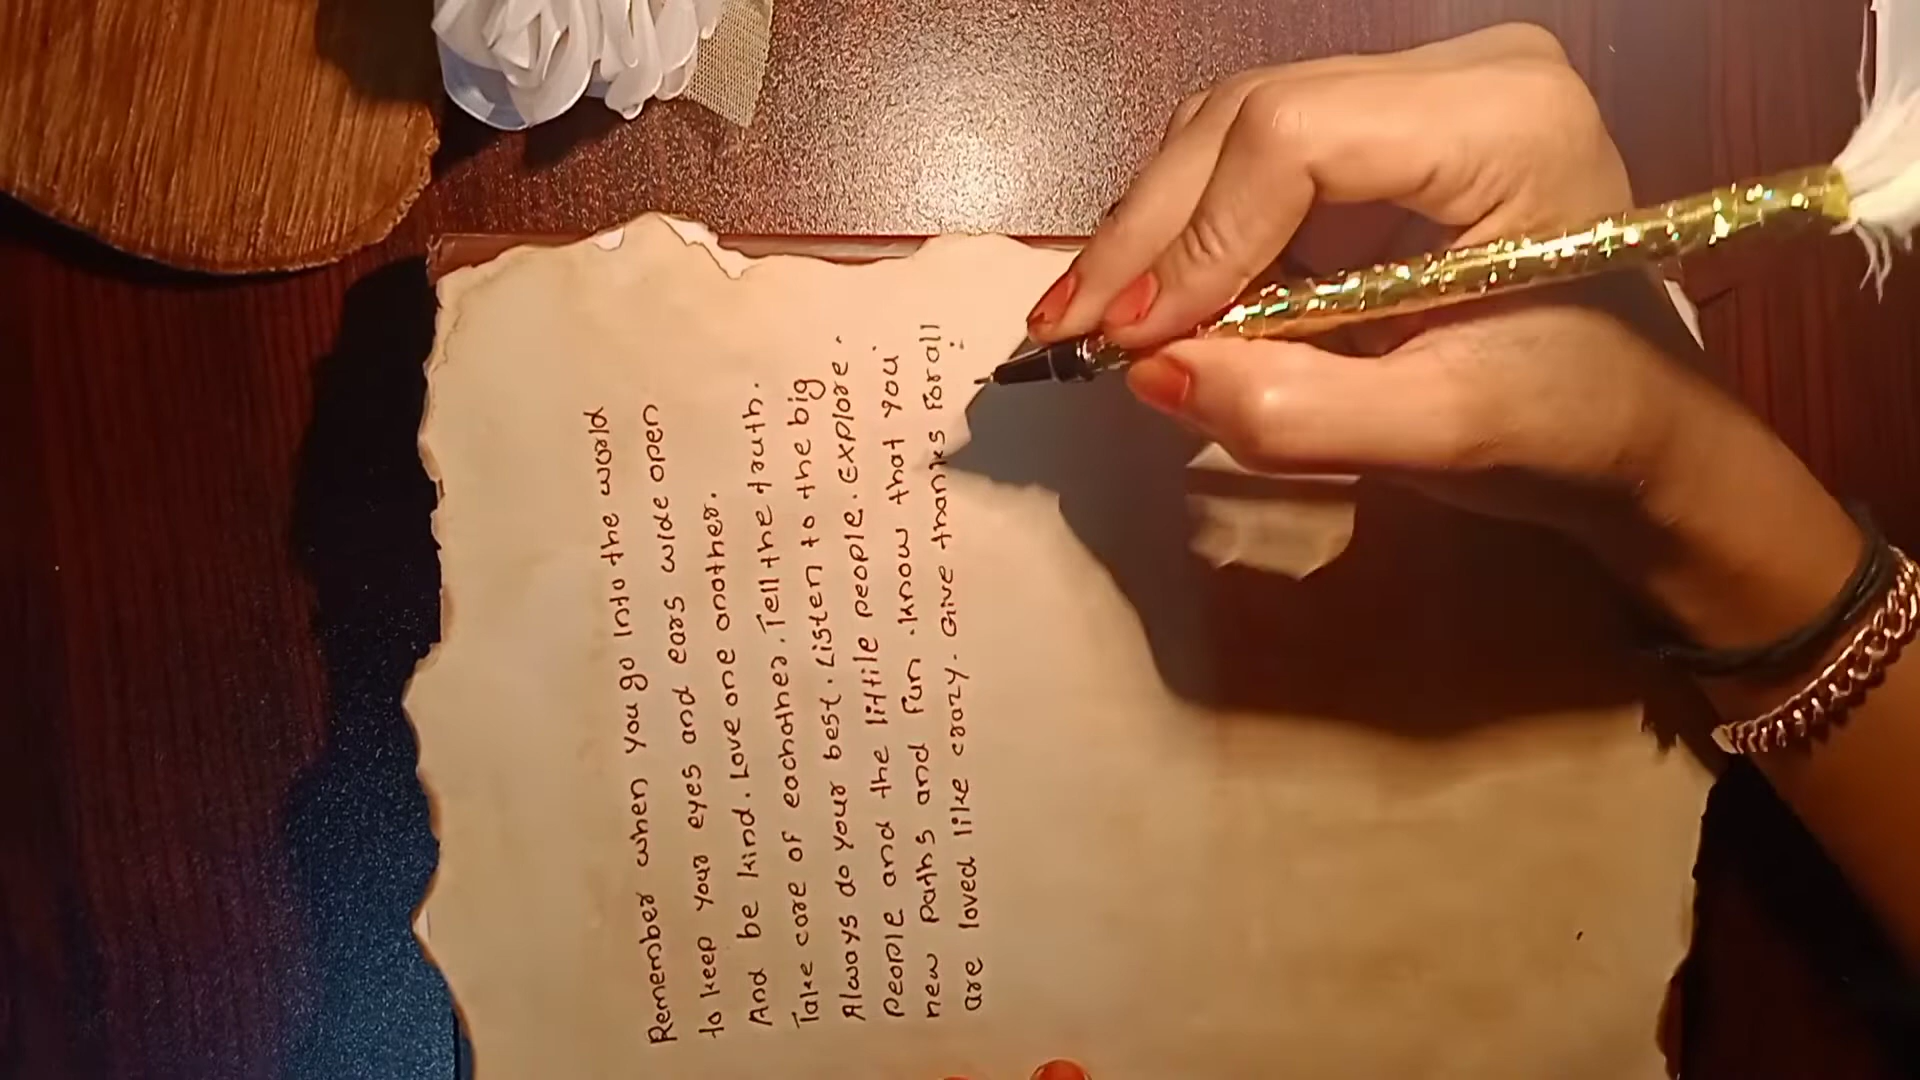 Remember when you go into the world
to keep your eyes and ears wide open
And be kind. Love one another.
Take care of eachother. Tell the truth.
Always do your best. Listen to the big
people and the littile people. Explore.
new paths and Fun. know that you
are loved like crazy. Give thanks For all